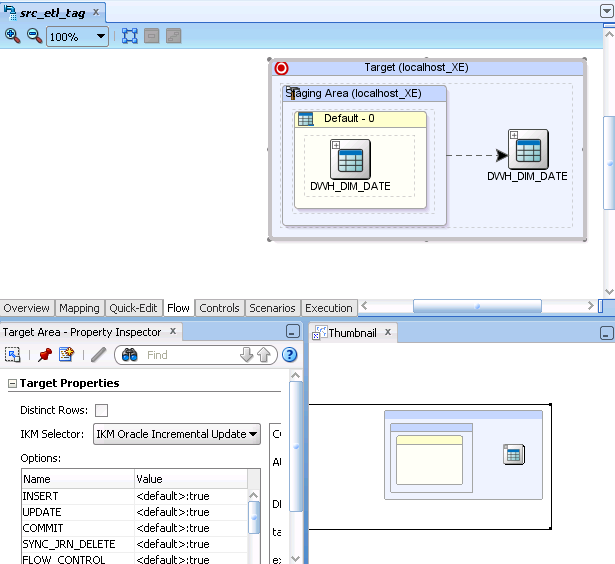 src_etl_tag x
100%
Target (localhost_XE)
Staging Area (localhost_XE)
Default - 0
DWH_DIM_DATE
DWH_DIM_DATE
Overview Mapping Quick-Edit Flow Controls Scenarios Execution
Target Area - Property Inspector x
Thumbnail x
Find
Target Properties
Distinct Rows:
IKM Selector: IKM Oracle Incremental Update
Options:
Name Value
INSERT <default>:true
UPDATE <default>:true
COMMIT <default>:true
SYNC_JRN_DELETE <default>:true
FLOW_CONTROL <default>:true